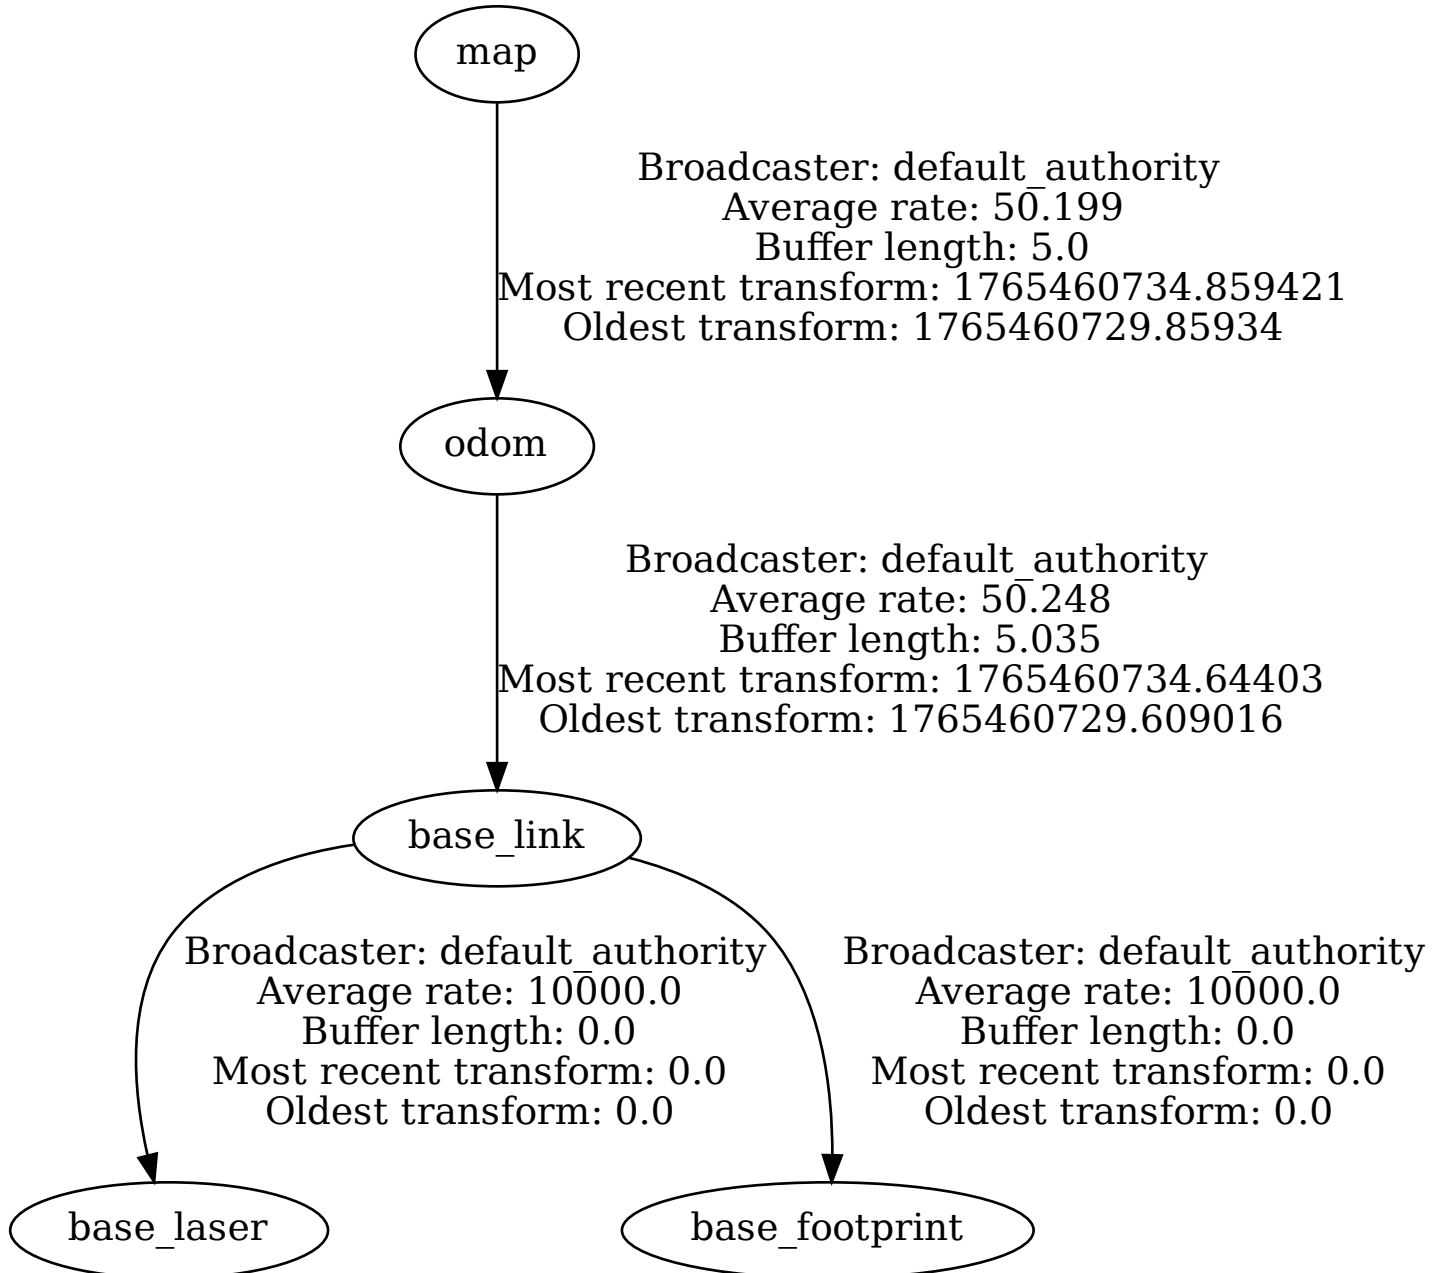 map
Broadcaster: default_authority
Average rate: 50.199
Buffer length: 5.0
Most recent transform: 1765460734.859421
Oldest transform: 1765460729.85934
odom
Broadcaster: default_authority
Average rate: 50.248
Buffer length: 5.035
Most recent transform: 1765460734.64403
Oldest transform: 1765460729.609016
base_link
Broadcaster: default_authority
Average rate: 10000.0
Buffer length: 0.0
Most recent transform: 0.0
Oldest transform: 0.0
Broadcaster: default_authority
Average rate: 10000.0
Buffer length: 0.0
Most recent transform: 0.0
Oldest transform: 0.0
base_laser
base_footprint